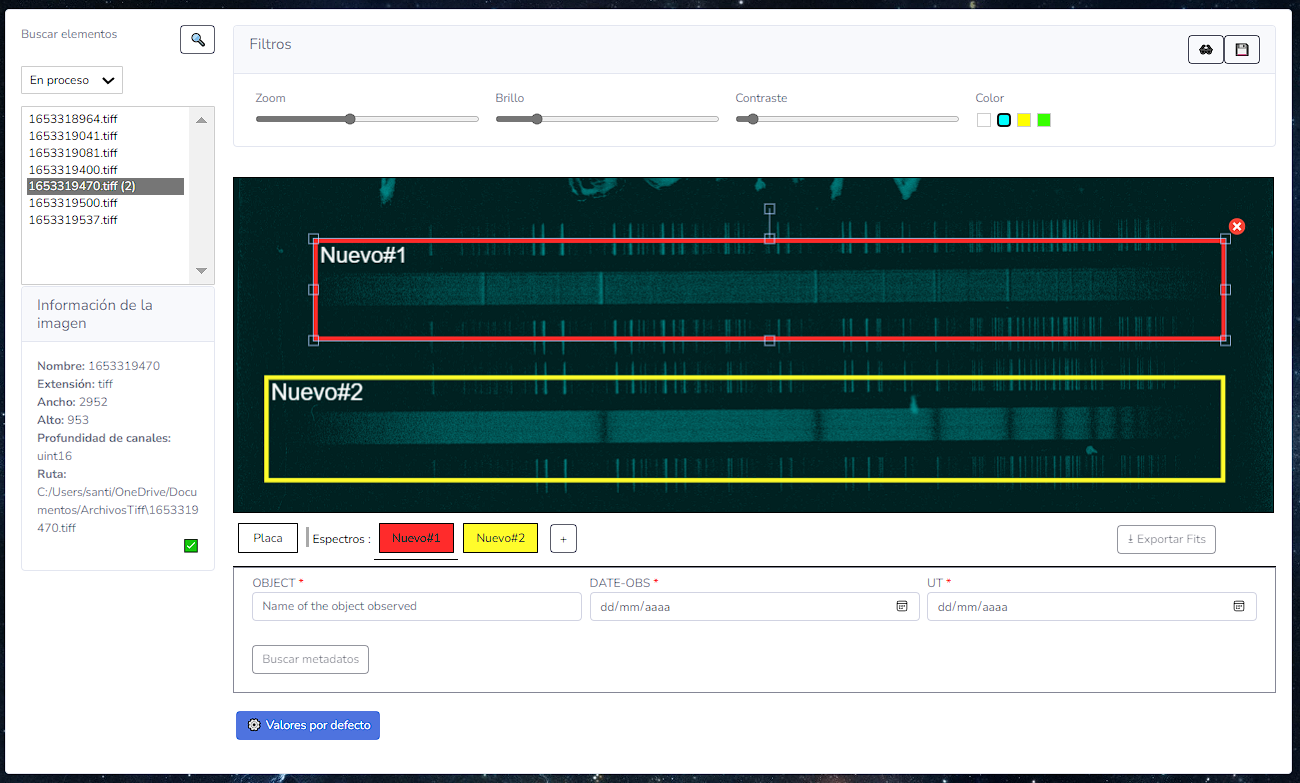 Buscar elementos
En proceso
1653318964.tiff
1653319041.tiff
1653319081.tiff
1653319400.tiff
1653319470.tiff (2)
1653319500.tiff
1653319537.tiff
Información de la
imagen
Nombre: 1653319470
Extensión: tiff
Ancho: 2952
Alto: 953
Profundidad de canales:
uint16
Ruta:
C:/Users/santi/OneDrive/Docu
mentos/ArchivosTiff\1653319
470.tiff
Filtros
Zoom
Brillo
Contraste
Color
Nuevo#1
Nuevo#2
Placa
Espectros :
Nuevo#1
Nuevo#2
+
Exportar Fits
OBJECT *
Name of the object observed
DATE-OBS *
dd/mm/aaaa
UT *
dd/mm/aaaa
Buscar metadatos
Valores por defecto